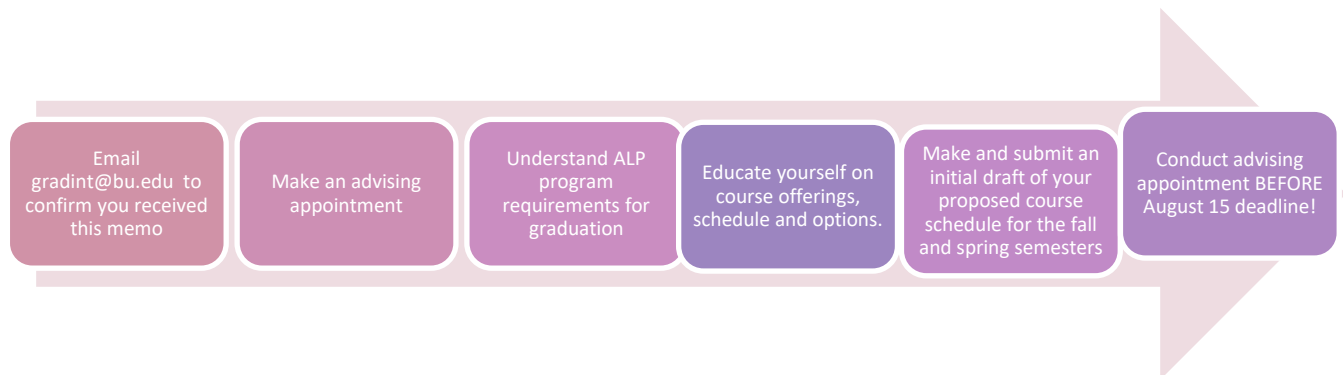 Email
gradint@bu.edu to
confirm you received
this memo
Make an advising
appointment
Understand ALP
program
requirements for
graduation
Educate yourself on
course offerings,
schedule and options.
Make and submit an
initial draft of your
proposed course
schedule for the fall
and spring semesters
Conduct advising
appointment BEFORE
August 15 deadline!